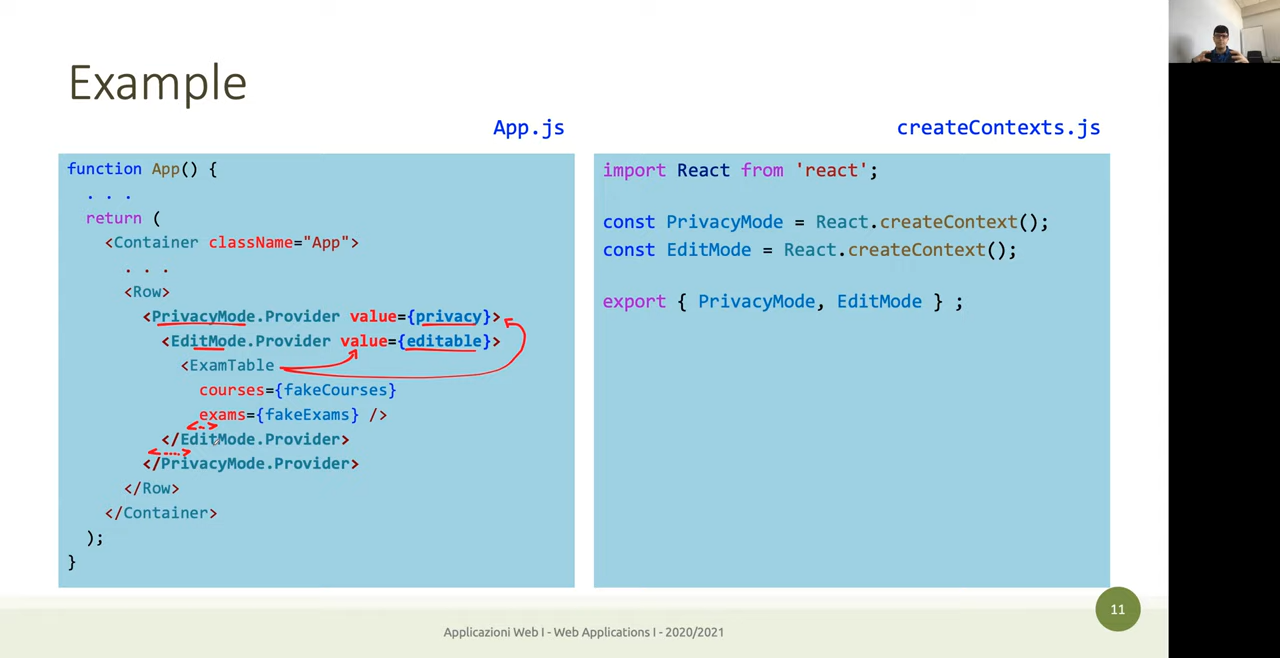 Example
App.js
function App() {
. . .
return (
<Container className="App">
. . .
<Row>
<PrivacyMode.Provider value={privacy}>
<EditMode.Provider value={editable}>
<ExamTable
courses={fakeCourses}
exams={fakeExams} />
</EditMode.Provider>
</PrivacyMode.Provider>
</Row>
</Container>
);
}
createContexts.js
import React from 'react';
const PrivacyMode = React.createContext();
const EditMode = React.createContext();
export { PrivacyMode, EditMode } ;
11
Applicazioni Web I - Web Applications I - 2020/2021